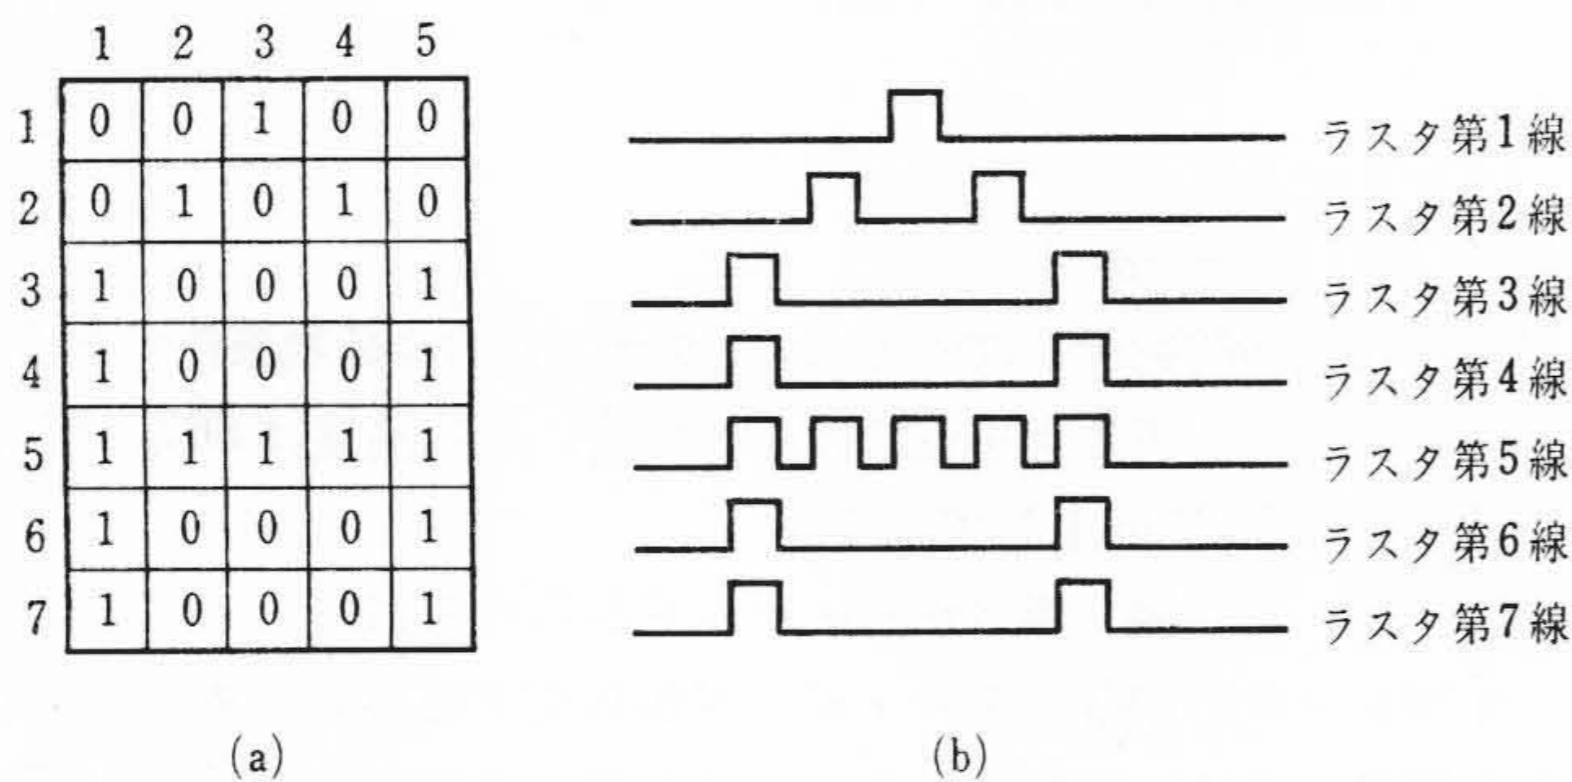 1 2 3 4 5
1 0 0 1 0 0
2 0 1 0 1 0
3 1 0 0 0 1
4 1 0 0 0 1
5 1 1 1 1 1
6 1 0 0 0 1
7 1 0 0 0 1
(a)
ラスタ第1線
ラスタ第2線
ラスタ第3線
ラスタ第4線
ラスタ第5線
ラスタ第6線
ラスタ第7線
(b)